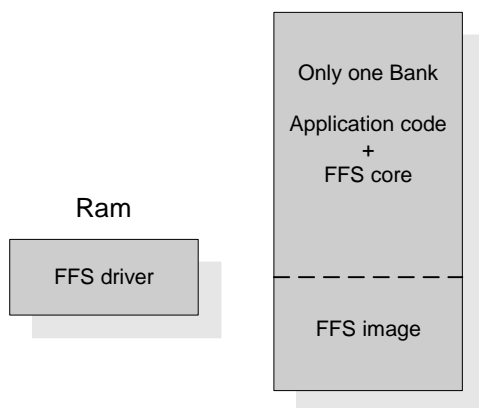 Ram
FFS driver
Only one Bank
Application code
+
FFS core
FFS image